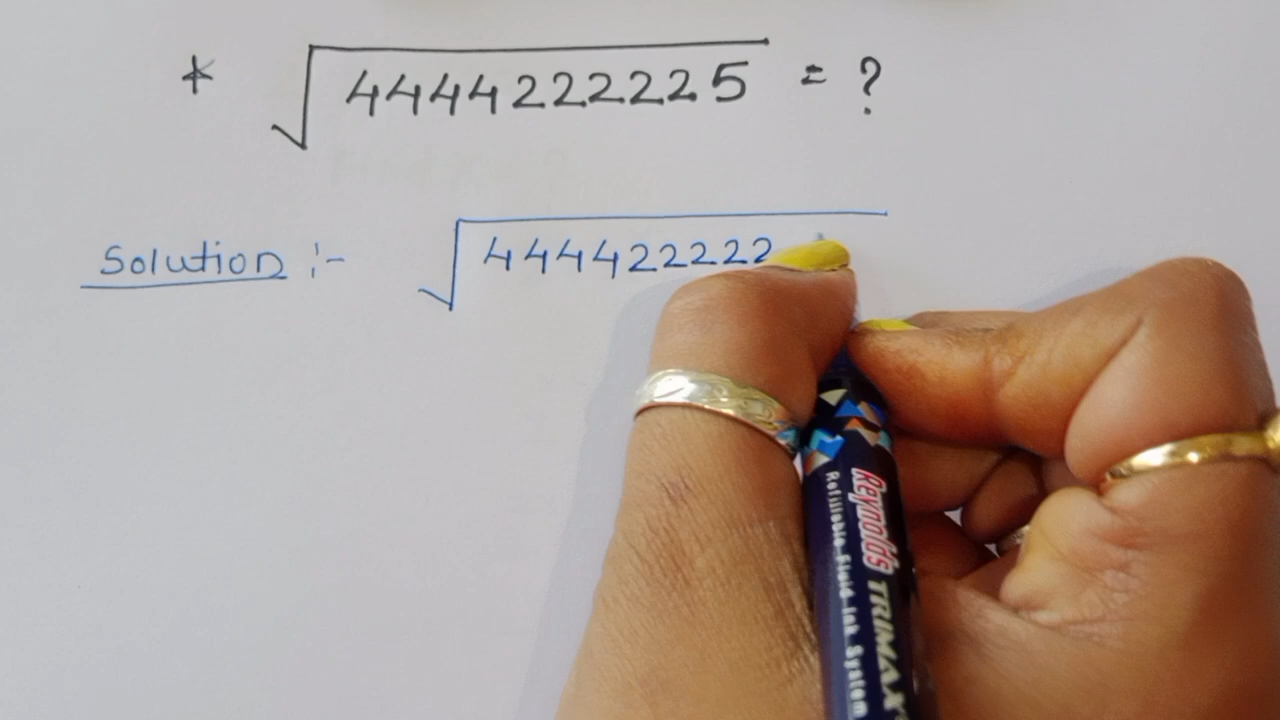 * √4444222225 = ?
Solution :- √444422222
Reynolds TRIMAX
Refillable Fluid Ink System